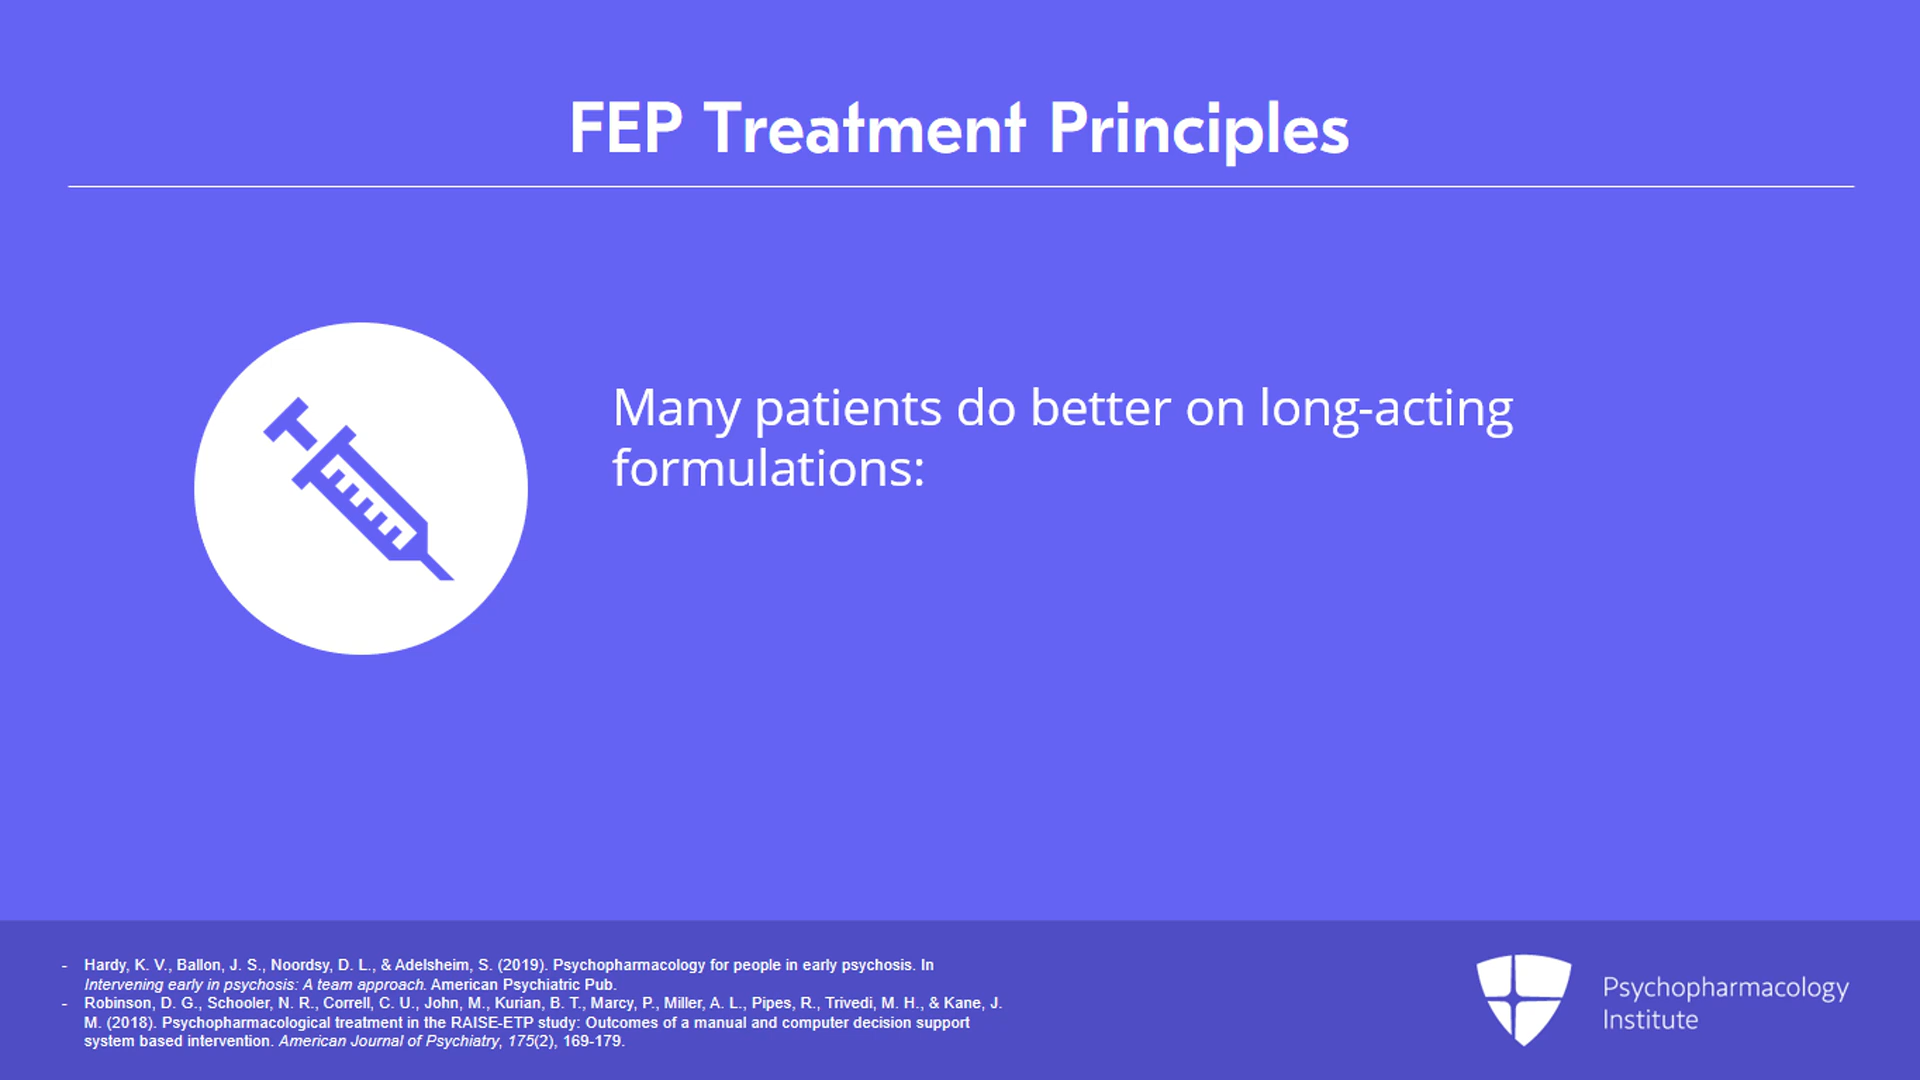 FEP Treatment Principles
Many patients do better on long-acting
formulations:
- Hardy, K. V., Ballon, J. S., Noordsy, D. L., & Adelsheim, S. (2019). Psychopharmacology for people in early psychosis. In
Intervening early in psychosis: A team approach. American Psychiatric Pub.
- Robinson, D. G., Schooler, N. R., Correll, C. U., John, M., Kurian, B. T., Marcy, P., Miller, A. L., Pipes, R., Trivedi, M. H., & Kane, J.
M. (2018). Psychopharmacological treatment in the RAISE-ETP study: Outcomes of a manual and computer decision support
system based intervention. American Journal of Psychiatry, 175(2), 169-179.
Psychopharmacology
Institute